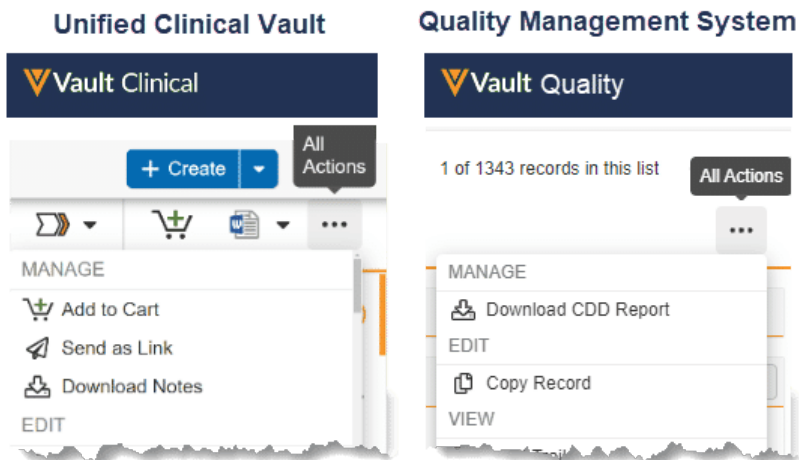 Unified Clinical Vault
Vault Clinical
+ Create
All
Actions
MANAGE
Add to Cart
Send as Link
Download Notes
EDIT
Quality Management System
Vault Quality
1 of 1343 records in this list
All Actions
MANAGE
Download CDD Report
EDIT
Copy Record
VIEW